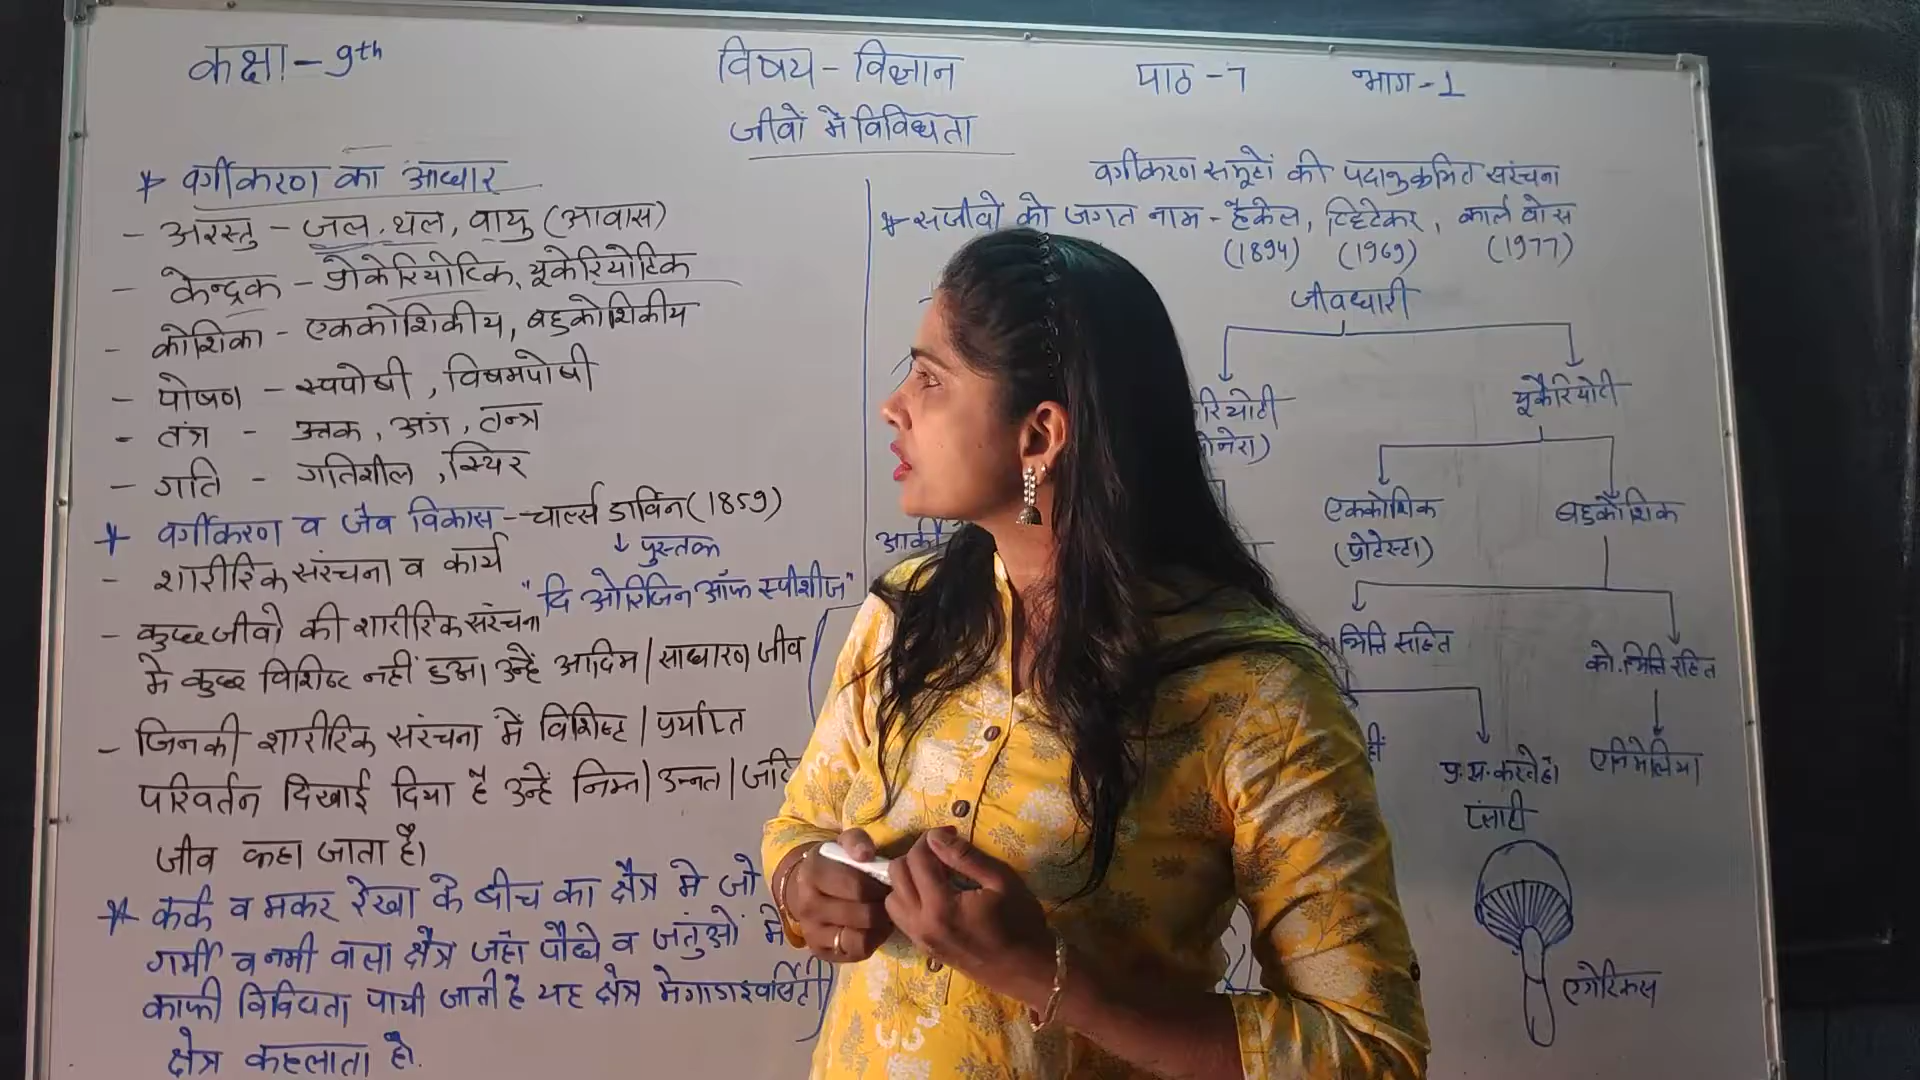 कक्षा - 9th
विषय - विज्ञान
पाठ - 7
भाग - 1
जीवों में विविधता
* वर्गीकरण का आधार
- अरस्तु - जल, थल, वायु (आवास)
- केन्द्रक - प्रोकेरियोटिक, यूकेरियोटिक
- कोशिका - एककोशिकीय, बहुकोशिकीय
- पोषण - स्वपोषी, विषमपोषी
- तंत्र - ऊतक, अंग, तन्त्र
- गति - गतिशील, स्थिर
* वर्गीकरण व जैव विकास - चार्ल्स डार्विन (1859)
↓ पुस्तक
- शारीरिक संरचना व कार्य
"दि ओरिजिन ऑफ स्पीशीज"
- कुछ जीवो की शारीरिक संरचना
मे कुछ विशिष्ट नहीं हुआ उन्हें आदिम | साधारण जीव
- जिनकी शारीरिक संरचना में विशिष्ट | पर्याप्त
परिवर्तन दिखाई दिया है उन्हें निम्न | उन्नत |
जीव कहा जाता है।
* कर्क व मकर रेखा के बीच का क्षेत्र मे जो
गर्मी व नमी वाला क्षेत्र जहाँ पौधे व जंतुओं मे
काफी विविधता पायी जाती है यह क्षेत्र मेगाडाइवर्सिटी
क्षेत्र कहलाता है।
वर्गीकरण समूहों की पदानुक्रमित संरचना
* सजीवो को जगत नाम - हैकेल, व्हिटेकर, कार्ल वोस
(1894) (1969) (1977)
जीवधारी
यूकैरियोटी
एककोशिक
(प्रोटिस्टा)
बहुकोशिक
भित्ति सहित
को. भित्ति रहित
प्र. सं. करते हैं।
प्लांटी
एनिमेलिया
एगेरिकस